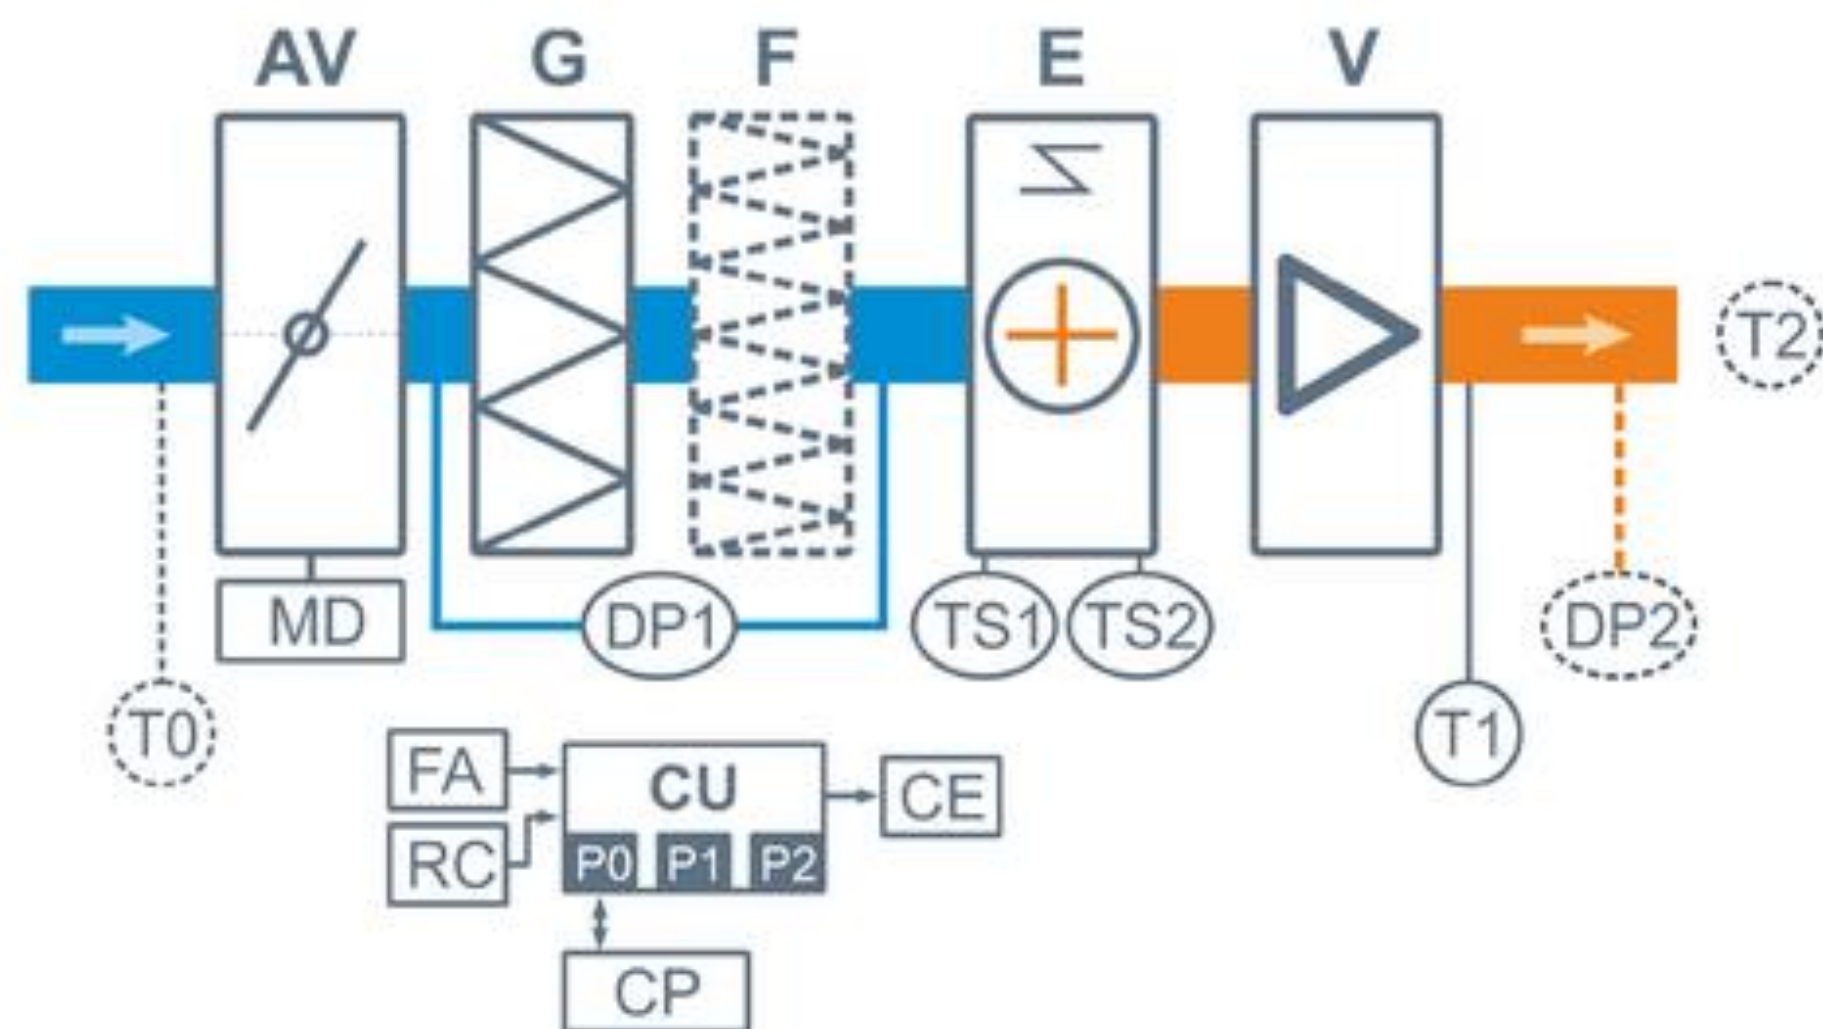 AV G F E V
T2
MD DP1 TS1 TS2 DP2
T0 T1
FA CU CE
RC P0 P1 P2
CP